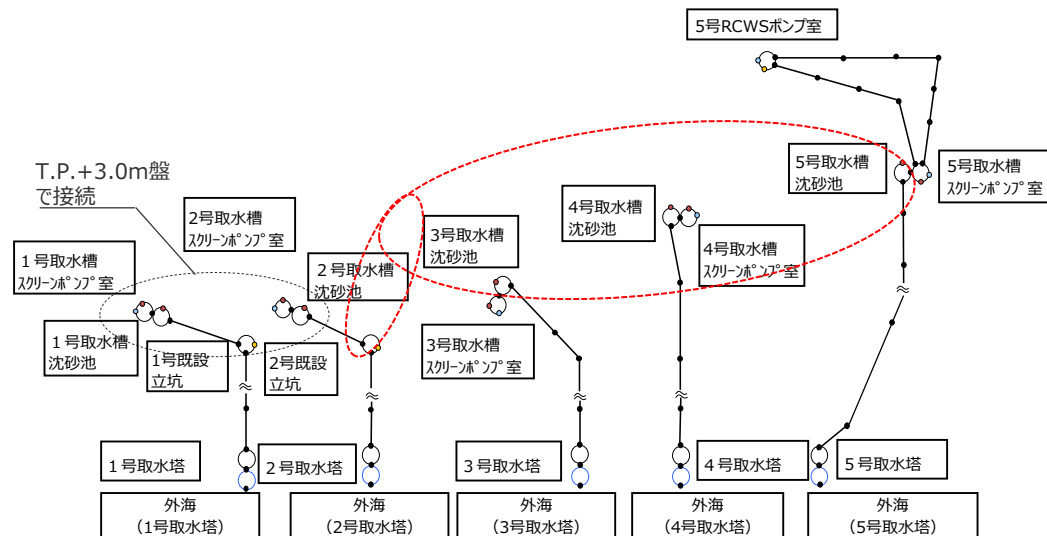 5号RCWSポンプ室
T.P.+3.0m盤
で接続
5号取水槽
沈砂池
5号取水槽
スクリーンポンプ室
2号取水槽
スクリーンポンプ室
3号取水槽
沈砂池
4号取水槽
沈砂池
4号取水槽
スクリーンポンプ室
1号取水槽
スクリーンポンプ室
2号取水槽
沈砂池
1号取水槽
沈砂池
1号既設
立坑
2号既設
立坑
3号取水槽
スクリーンポンプ室
1号取水塔
2号取水塔
3号取水塔
4号取水塔
5号取水塔
外海
(1号取水塔)
外海
(2号取水塔)
外海
(3号取水塔)
外海
(4号取水塔)
外海
(5号取水塔)